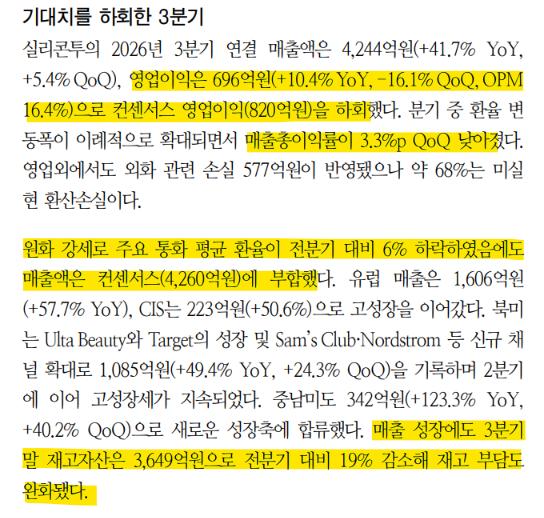 기대치를 하회한 3분기
실리콘투의 2026년 3분기 연결 매출액은 4,244억원(+41.7% YoY,
+5.4% QoQ), 영업이익은 696억원(+10.4% YoY, -16.1% QoQ, OPM
16.4%)으로 컨센서스 영업이익(820억원)을 하회했다. 분기 중 환율 변
동폭이 이례적으로 확대되면서 매출총이익률이 3.3%p QoQ 낮아졌다.
영업외에서도 외화 관련 손실 577억원이 반영됐으나 약 68%는 미실
현 환산손실이다.
원화 강세로 주요 통화 평균 환율이 전분기 대비 6% 하락하였음에도
매출액은 컨센서스(4,260억원)에 부합했다. 유럽 매출은 1,606억원
(+57.7% YoY), CIS는 223억원(+50.6%)으로 고성장을 이어갔다. 북미
는 Ulta Beauty와 Target의 성장 및 Sam's Club·Nordstrom 등 신규 채
널 확대로 1,085억원(+49.4% YoY, +24.3% QoQ)을 기록하며 2분기
에 이어 고성장세가 지속되었다. 중남미도 342억원(+123.3% YoY,
+40.2% QoQ)으로 새로운 성장축에 합류했다. 매출 성장에도 3분기
말 재고자산은 3,649억원으로 전분기 대비 19% 감소해 재고 부담도
완화됐다.